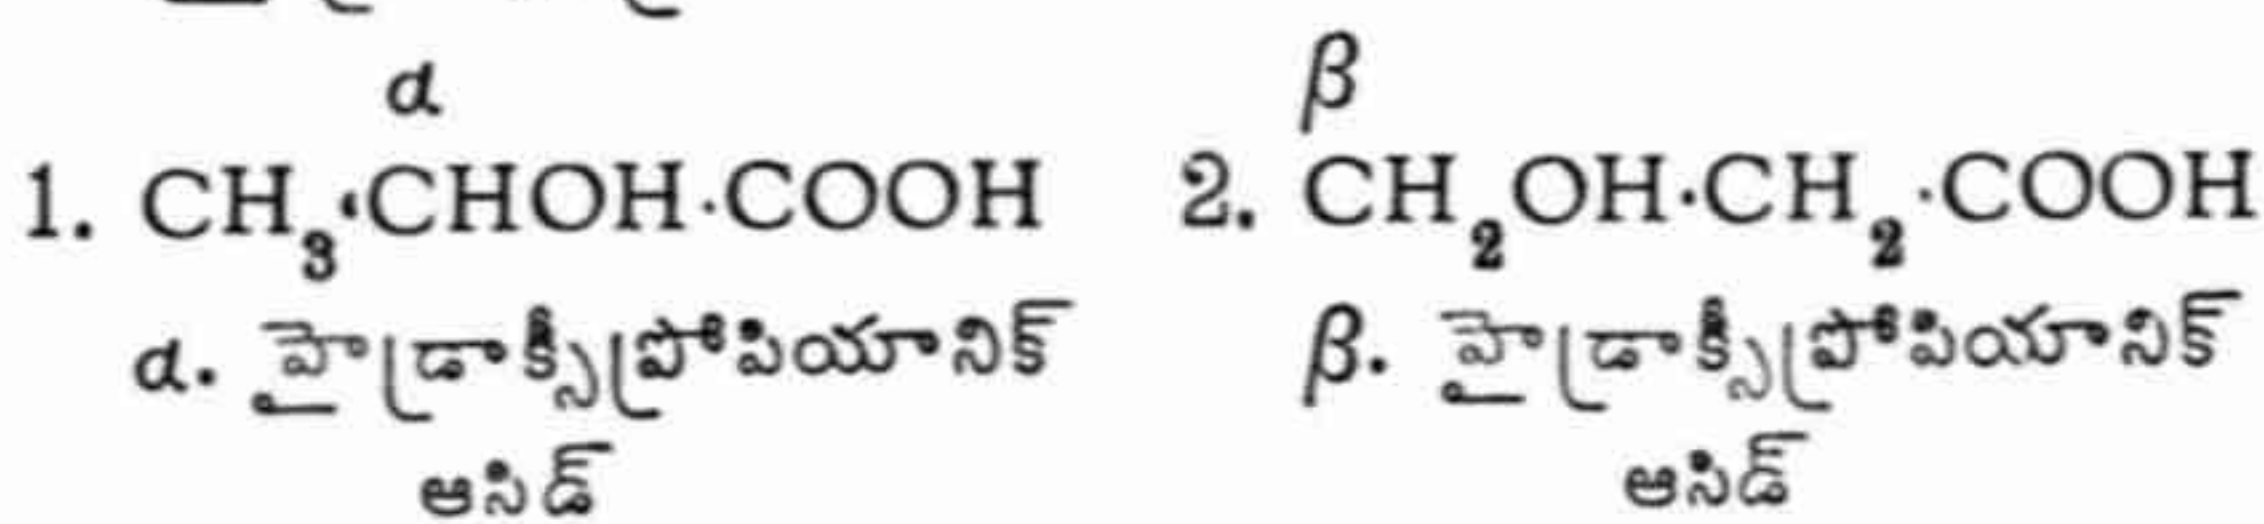 α β
1. CH₃·CHOH·COOH 2. CH₂OH·CH₂·COOH
α. హైడ్రాక్సీప్రోపియానిక్ β. హైడ్రాక్సీప్రోపియానిక్
ఆసిడ్ ఆసిడ్